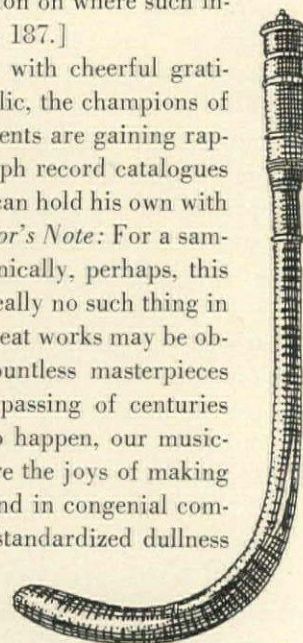 on on where such in-
187.]
with cheerful grati-
lic, the champions of
ents are gaining rap-
ph record catalogues
can hold his own with
or's Note: For a sam-
nically, perhaps, this
eally no such thing in
eat works may be ob-
ountless masterpieces
passing of centuries
o happen, our music-
re the joys of making
nd in congenial com-
standardized dullness